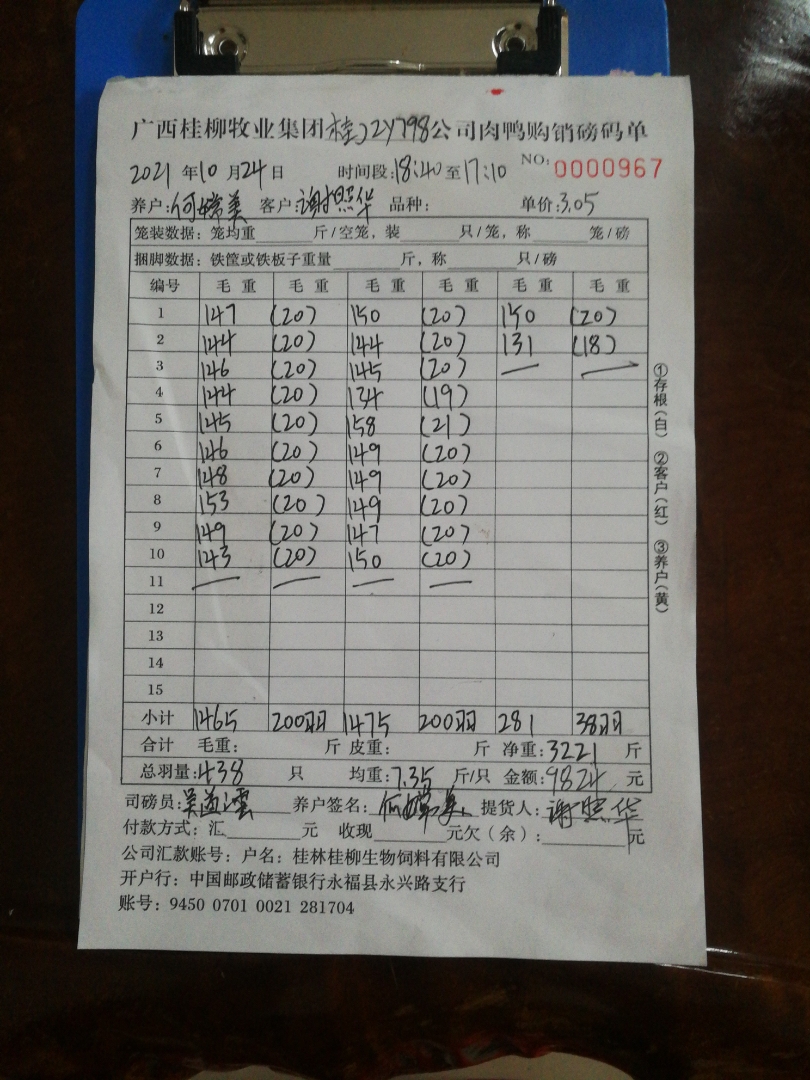 广西桂柳牧业集团桂J2Y798公司肉鸭购销磅码单
2021 年 10 月 24 日 时间段: 18:40 至 17:10 NO: 0000967
养户: 何嫦美 客户: 谢照华 品种: 单价: 3.05
笼装数据: 笼均重 斤/空笼, 装 只/笼, 称 笼/磅
捆脚数据: 铁筐或铁板子重量 斤, 称 只/磅
编号 毛重 毛重 毛重 毛重 毛重 毛重
1 147 (20) 150 (20) 150 (20)
2 144 (20) 144 (20) 131 (18)
3 146 (20) 145 (20) — —
4 144 (20) 134 (19)
5 145 (20) 158 (21)
6 146 (20) 149 (20)
7 148 (20) 149 (20)
8 153 (20) 149 (20)
9 149 (20) 147 (20)
10 143 (20) 150 (20)
11 — — — —
12
13
14
15
小计 1465 200羽 1475 200羽 281 38羽
合计 毛重: 斤 皮重: 斤 净重: 3221 斤
总羽量: 438 只 均重: 7.35 斤/只 金额: 9824 元
司磅员: 养户签名: 何嫦美 提货人: 谢照华
付款方式: 汇 元 收现 元欠(余): 元
公司汇款账号: 户名: 桂林桂柳生物饲料有限公司
开户行: 中国邮政储蓄银行永福县永兴路支行
账号: 9450 0701 0021 281704
①存根(白) ②客户(红) ③养户(黄)